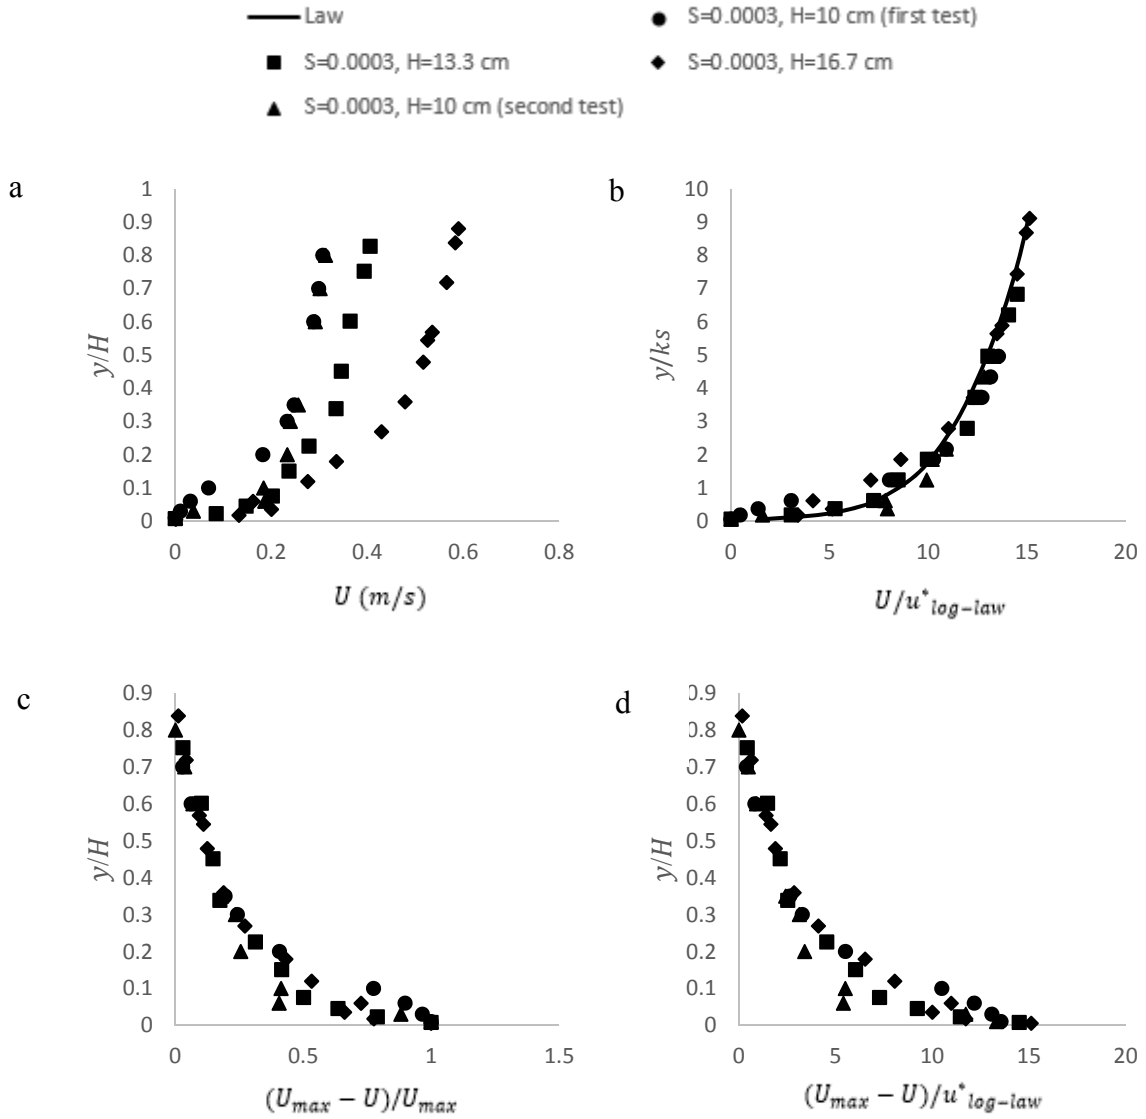 Law
S=0.0003, H=10 cm (first test)
S=0.0003, H=13.3 cm
S=0.0003, H=16.7 cm
S=0.0003, H=10 cm (second test)
a
1
0.9
0.8
0.7
0.6
0.5
0.4
0.3
0.2
0.1
0
y/H
0 0.2 0.4 0.6 0.8
U (m/s)
b
10
9
8
7
6
5
4
3
2
1
0
y/ks
0 5 10 15 20
U/u*log−law
c
0.9
0.8
0.7
0.6
0.5
0.4
0.3
0.2
0.1
0
y/H
0 0.5 1 1.5
(Umax − U)/Umax
d
0.9
0.8
0.7
0.6
0.5
0.4
0.3
0.2
0.1
0
y/H
0 5 10 15 20
(Umax − U)/u*log−law